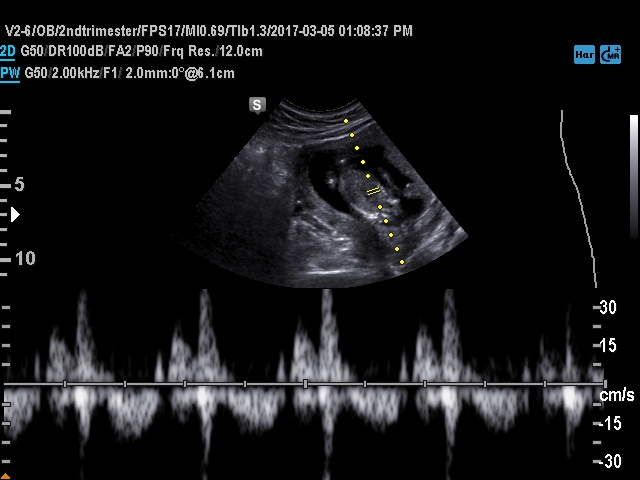 V2-6/OB/2ndtrimester/FPS17/MI0.69/TIb1.3/2017-03-05 01:08:37 PM
2D G50/DR100dB/FA2/P90/Frq Res./12.0cm
Har CMR
PW G50/2.00kHz/F1/ 2.0mm:0°@6.1cm
S
5
10
30
15
cm/s
-15
-30